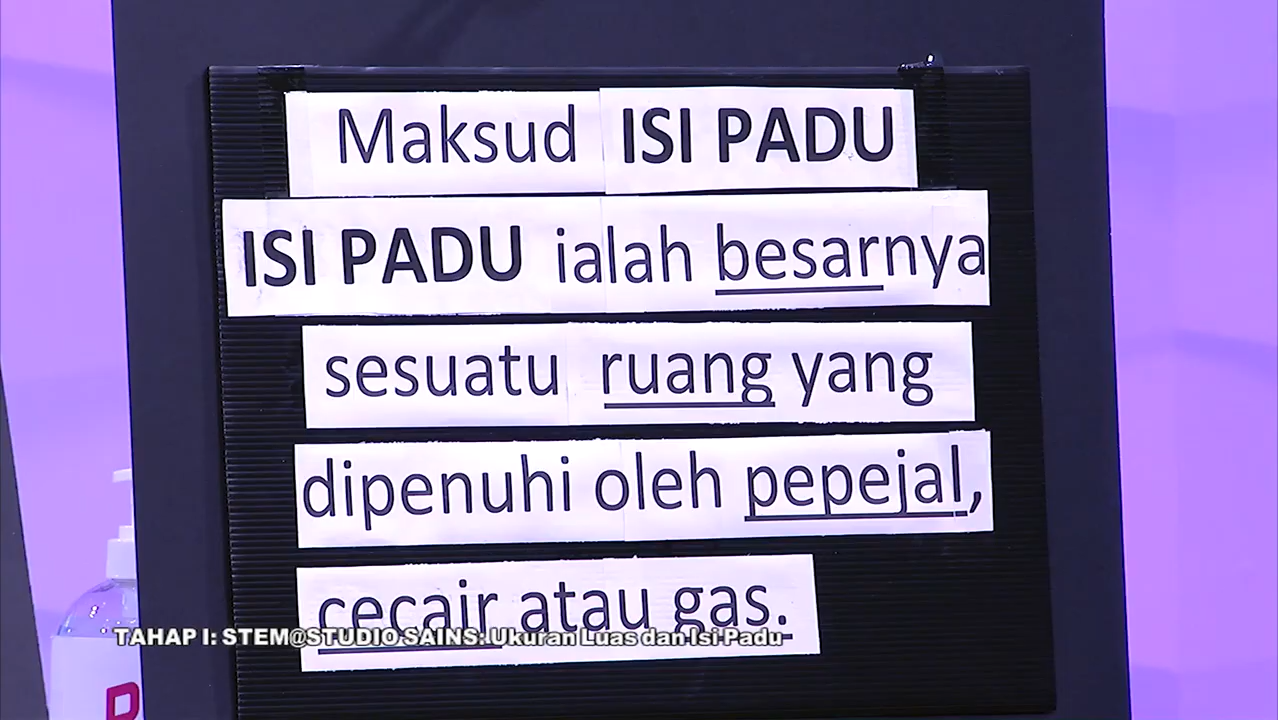 Maksud ISI PADU
ISI PADU ialah besarnya
sesuatu ruang yang
dipenuhi oleh pepejal,
cecair atau gas.
TAHAP I: STEM@STUDIO SAINS: Ukuran Luas dan Isi Padu